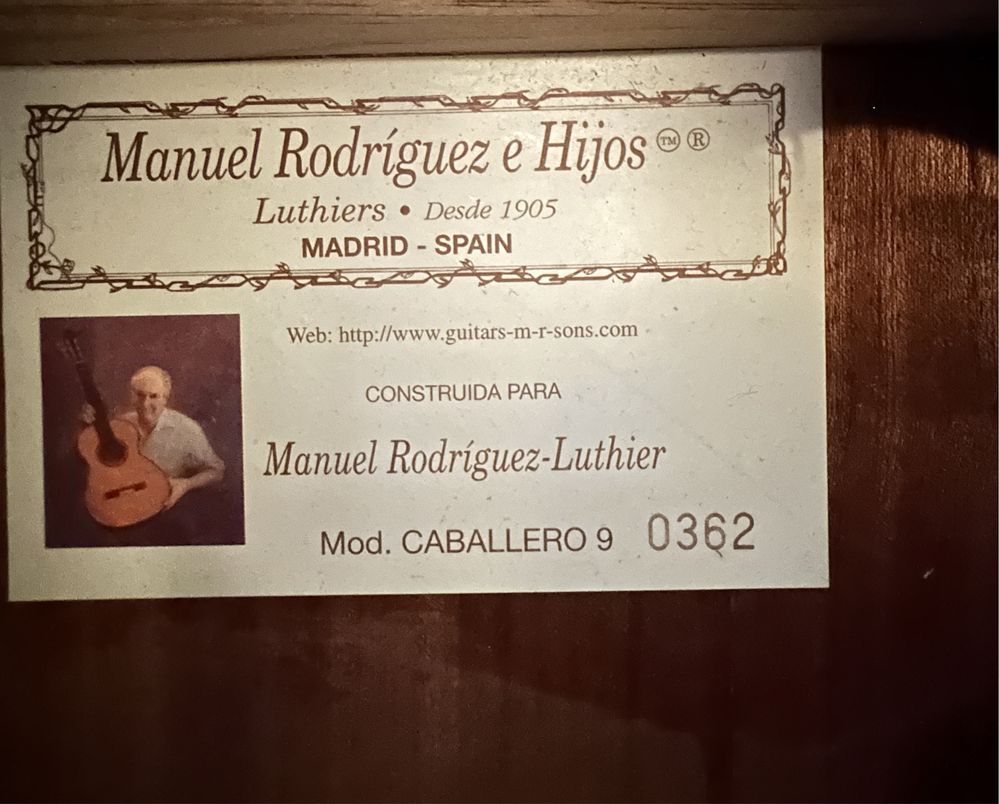 Manuel Rodríguez e Hijos ™ ®
Luthiers • Desde 1905
MADRID - SPAIN
Web: http://www.guitars-m-r-sons.com
CONSTRUIDA PARA
Manuel Rodríguez-Luthier
Mod. CABALLERO 9 0362